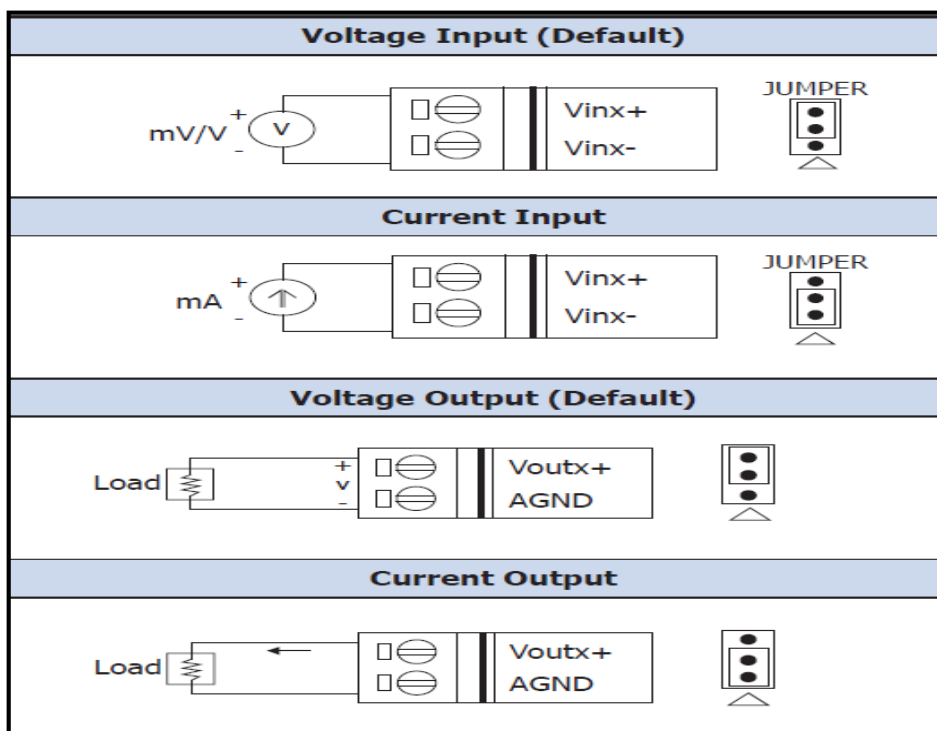 Voltage Input (Default)
mV/V
+
-
V
Vinx+
Vinx-
JUMPER
Current Input
mA
+
-
Vinx+
Vinx-
JUMPER
Voltage Output (Default)
Load
+
v
-
Voutx+
AGND
Current Output
Load
Voutx+
AGND